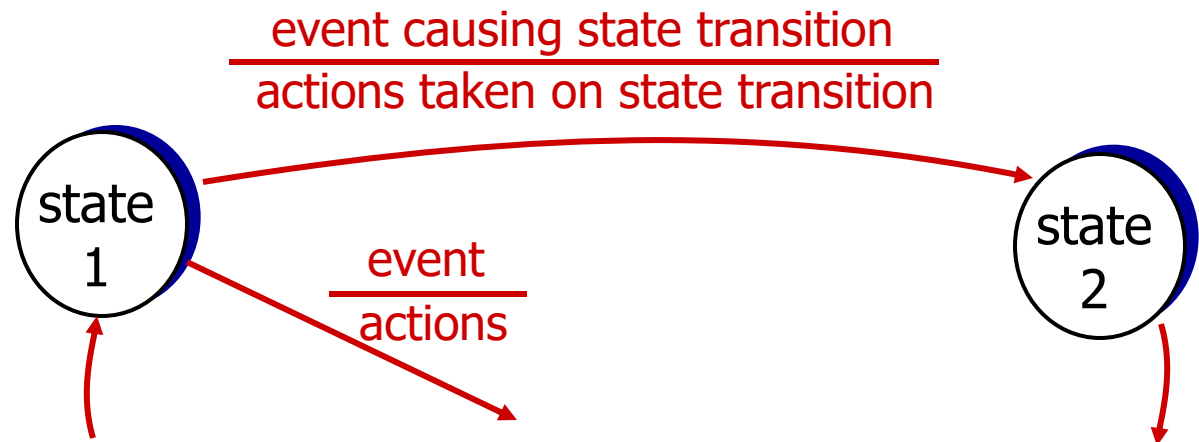 event causing state transition
actions taken on state transition
state
1
state
2
event
actions